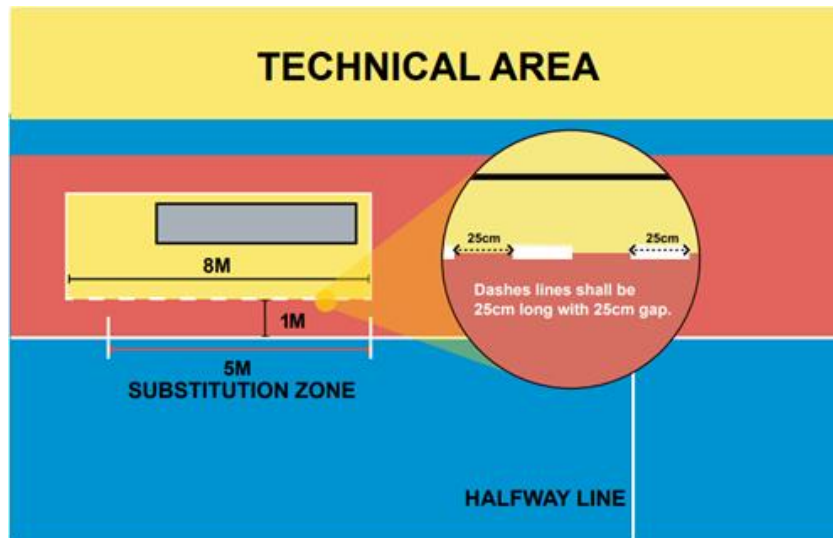 TECHNICAL AREA
25cm
25cm
8M
Dashes lines shall be
25cm long with 25cm gap.
1M
5M
SUBSTITUTION ZONE
HALFWAY LINE